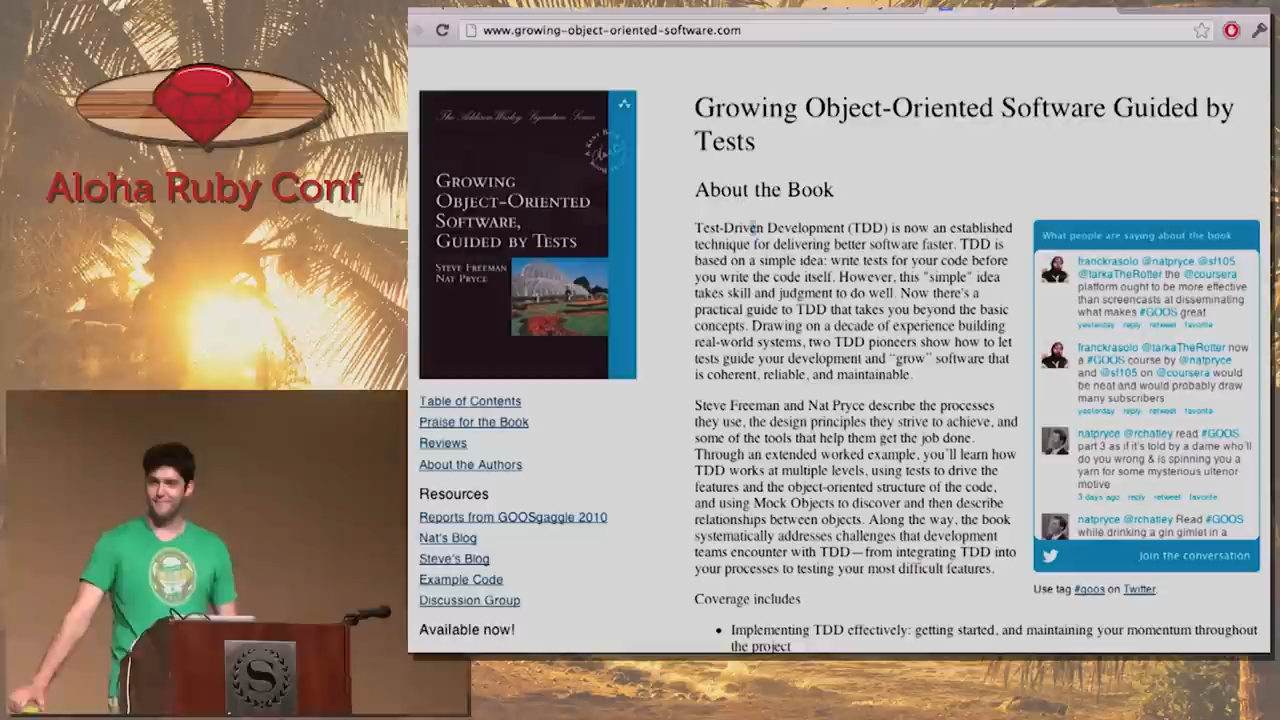 www.growing-object-oriented-software.com
Aloha Ruby Conf
The Addison Wesley Signature Series
GROWING
OBJECT-ORIENTED
SOFTWARE,
GUIDED BY TESTS
STEVE FREEMAN
NAT PRYCE
Table of Contents
Praise for the Book
Reviews
About the Authors
Resources
Reports from GOOSgaggle 2010
Nat's Blog
Steve's Blog
Example Code
Discussion Group
Available now!
Growing Object-Oriented Software Guided by
Tests
About the Book
Test-Driven Development (TDD) is now an established
technique for delivering better software faster. TDD is
based on a simple idea: write tests for your code before
you write the code itself. However, this "simple" idea
takes skill and judgment to do well. Now there's a
practical guide to TDD that takes you beyond the basic
concepts. Drawing on a decade of experience building
real-world systems, two TDD pioneers show how to let
tests guide your development and “grow” software that
is coherent, reliable, and maintainable.
Steve Freeman and Nat Pryce describe the processes
they use, the design principles they strive to achieve, and
some of the tools that help them get the job done.
Through an extended worked example, you'll learn how
TDD works at multiple levels, using tests to drive the
features and the object-oriented structure of the code,
and using Mock Objects to discover and then describe
relationships between objects. Along the way, the book
systematically addresses challenges that development
teams encounter with TDD—from integrating TDD into
your processes to testing your most difficult features.
Coverage includes
• Implementing TDD effectively: getting started, and maintaining your momentum throughout
the project
What people are saying about the book
franckrasolo @natpryce @sf105
@tarkaTheRotter the @coursera
platform ought to be more effective
than screencasts at disseminating
what makes #GOOS great
yesterday reply retweet favorite
franckrasolo @tarkaTheRotter now
a #GOOS course by @natpryce
and @sf105 on @coursera would
be neat and would probably draw
many subscribers
yesterday reply retweet favorite
natpryce @rchatley read #GOOS
part 3 as if it's told by a dame who'll
do you wrong & is spinning you a
yarn for some mysterious ulterior
motive
3 days ago reply retweet favorite
natpryce @rchatley Read #GOOS
while drinking a gin gimlet in a
Join the conversation
Use tag #goos on Twitter.
S